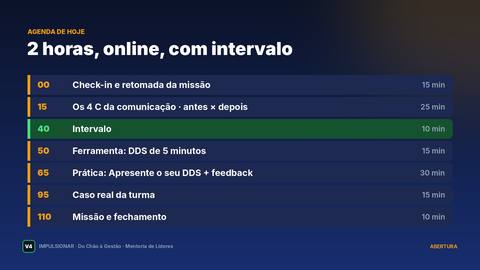 AGENDA DE HOJE
2 horas, online, com intervalo
00 Check-in e retomada da missão 15 min
15 Os 4 C da comunicação · antes × depois 25 min
40 Intervalo 10 min
50 Ferramenta: DDS de 5 minutos 15 min
65 Prática: Apresente o seu DDS + feedback 30 min
95 Caso real da turma 15 min
110 Missão e fechamento 10 min
V4 IMPULSIONAR · Do Chão à Gestão · Mentoria de Líderes ABERTURA